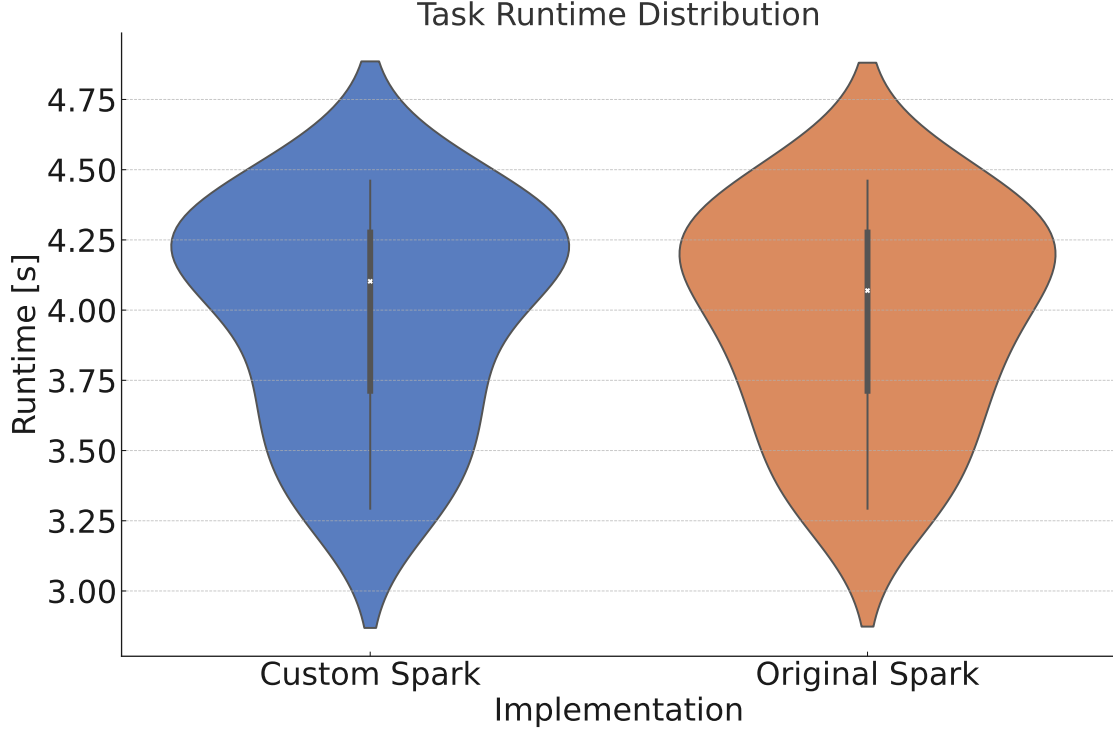 Task Runtime Distribution
4.75
4.50
4.25
4.00
3.75
3.50
3.25
3.00
Runtime [s]
Custom Spark
Original Spark
Implementation